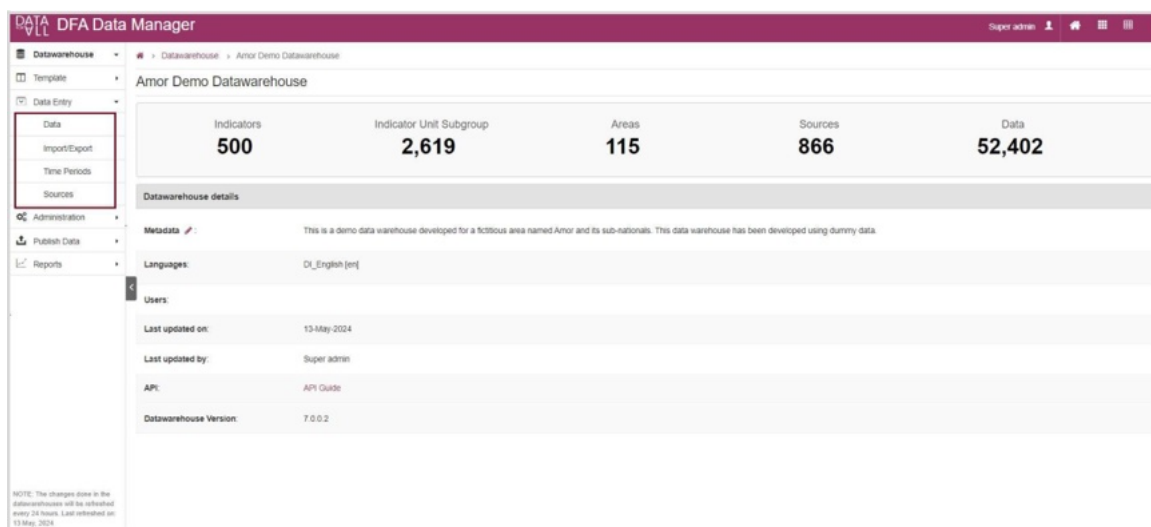 DATA
VALL
DFA Data Manager
Super admin
Datawarehouse
Template
Data Entry
Data
Import/Export
Time Periods
Sources
Administration
Publish Data
Reports
NOTE: The changes done in the
datawarehouses will be refreshed
every 24 hours. Last refreshed on:
13 May, 2024
Datawarehouse Amor Demo Datawarehouse
Amor Demo Datawarehouse
Indicators Indicator Unit Subgroup Areas Sources Data
500 2,619 115 866 52,402
Datawarehouse details
Metadata : This is a demo data warehouse developed for a fictitious area named Amor and its sub-nationals. This data warehouse has been developed using dummy data.
Languages: DI_English [en]
Users:
Last updated on: 13-May-2024
Last updated by: Super admin
API: API Guide
Datawarehouse Version: 7.0.0.2